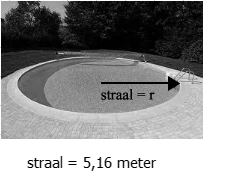 straal = r
straal = 5,16 meter